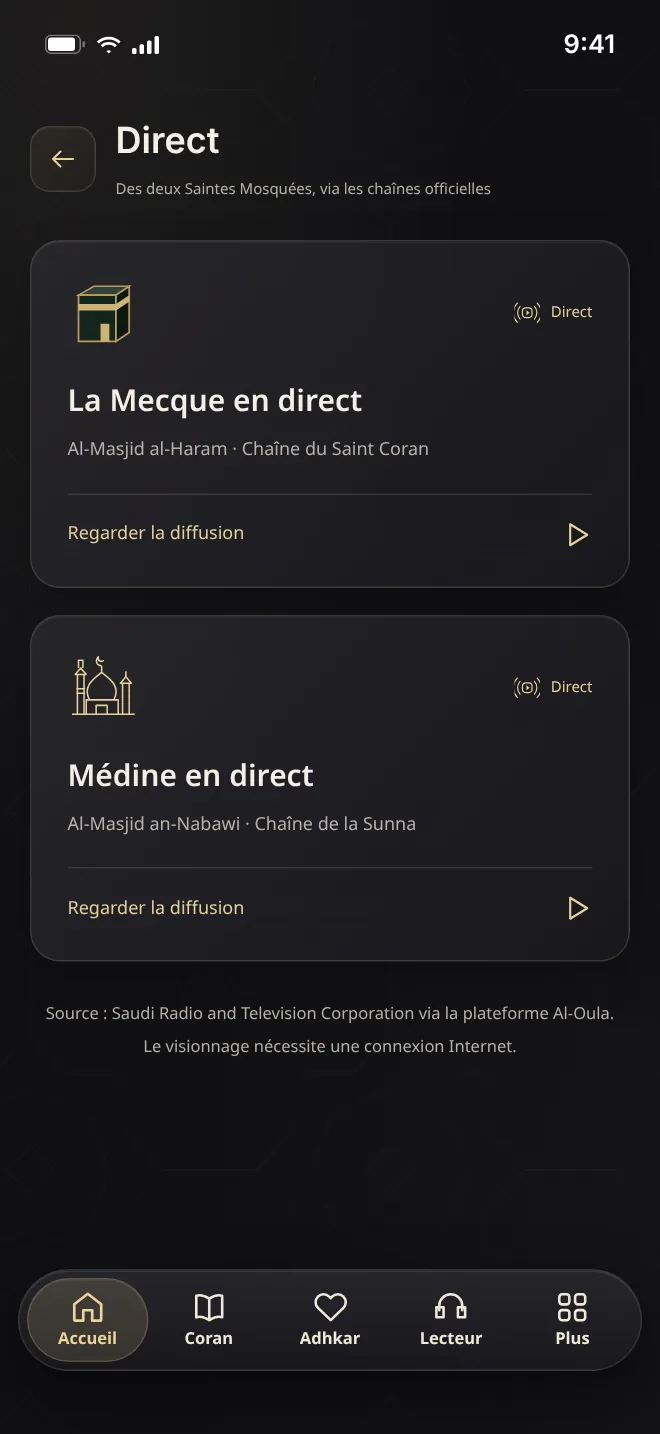 9:41
Direct
Des deux Saintes Mosquées, via les chaînes officielles
Direct
La Mecque en direct
Al-Masjid al-Haram · Chaîne du Saint Coran
Regarder la diffusion
Direct
Médine en direct
Al-Masjid an-Nabawi · Chaîne de la Sunna
Regarder la diffusion
Source : Saudi Radio and Television Corporation via la plateforme Al-Oula.
Le visionnage nécessite une connexion Internet.
Accueil Coran Adhkar Lecteur Plus